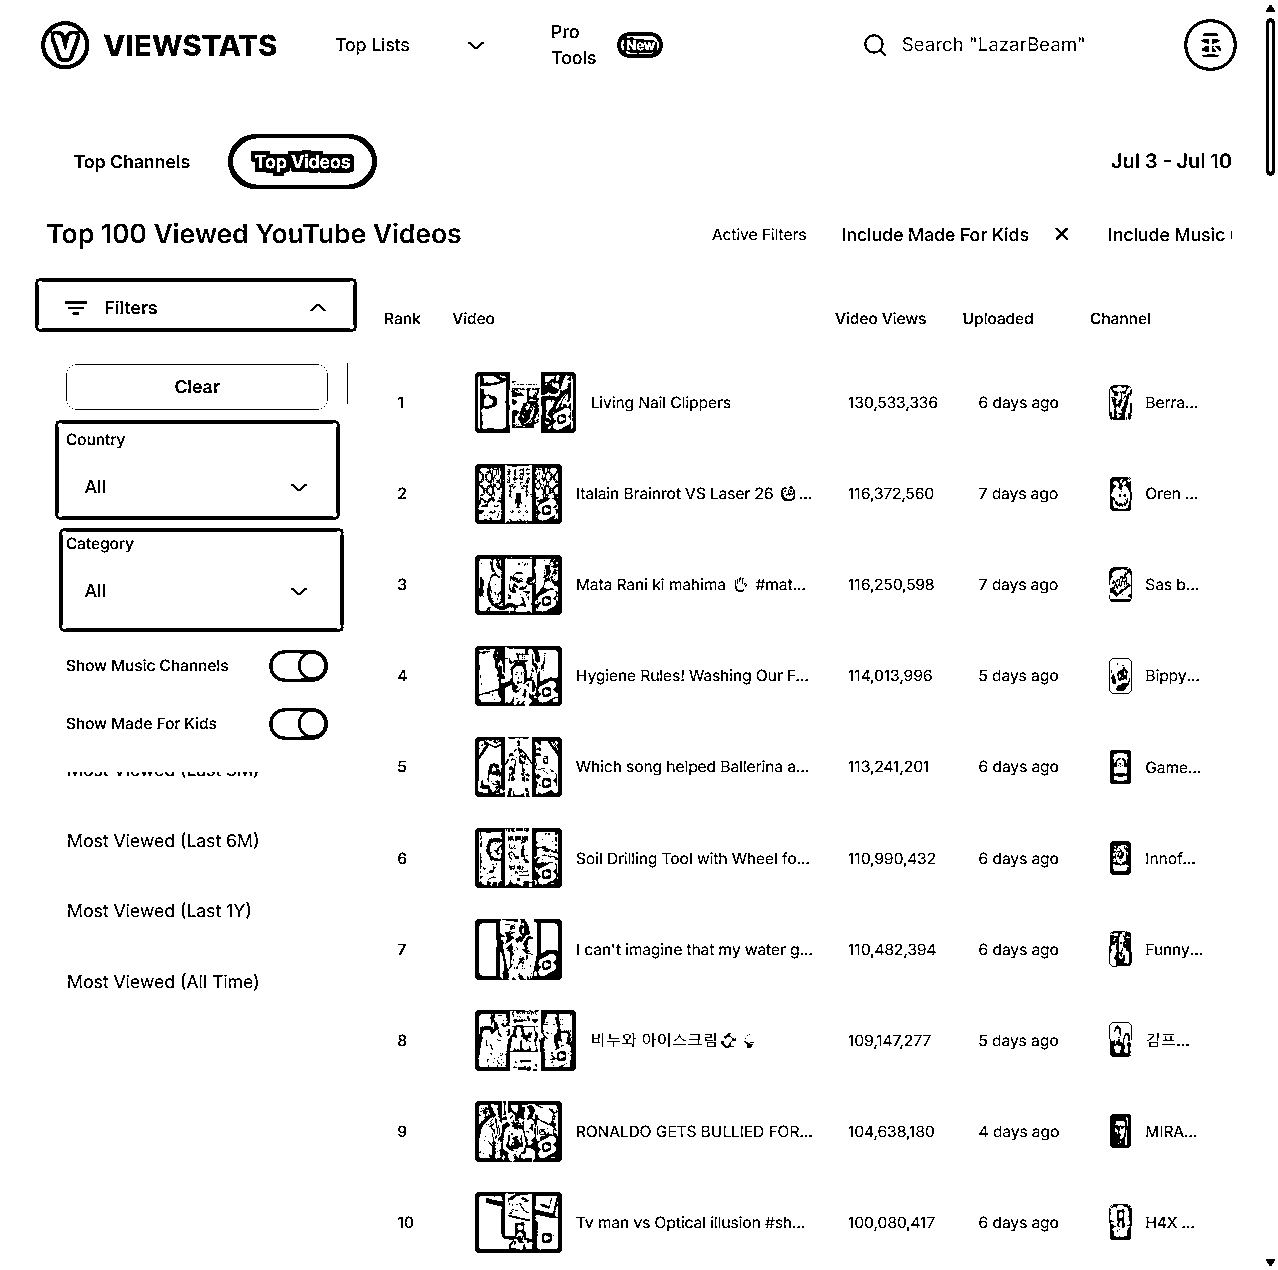 VIEWSTATS
Top Lists
Pro Tools
New
Search "LazarBeam"
Top Channels
Top Videos
Jul 3 - Jul 10
Top 100 Viewed YouTube Videos
Active Filters
Include Made For Kids
Include Music
Filters
Clear
Country
All
Category
All
Show Music Channels
Show Made For Kids
Most Viewed (Last 6M)
Most Viewed (Last 1Y)
Most Viewed (All Time)
Rank Video Video Views Uploaded Channel
1 Living Nail Clippers 130,533,336 6 days ago Berra...
2 Italain Brainrot VS Laser 26 ... 116,372,560 7 days ago Oren ...
3 Mata Rani ki mahima #mat... 116,250,598 7 days ago Sas b...
4 Hygiene Rules! Washing Our F... 114,013,996 5 days ago Bippy...
5 Which song helped Ballerina a... 113,241,201 6 days ago Game...
6 Soil Drilling Tool with Wheel fo... 110,990,432 6 days ago Innof...
7 I can't imagine that my water g... 110,482,394 6 days ago Funny...
8 비누와 아이스크림 109,147,277 5 days ago 감프...
9 RONALDO GETS BULLIED FOR... 104,638,180 4 days ago MIRA...
10 Tv man vs Optical illusion #sh... 100,080,417 6 days ago H4X ...